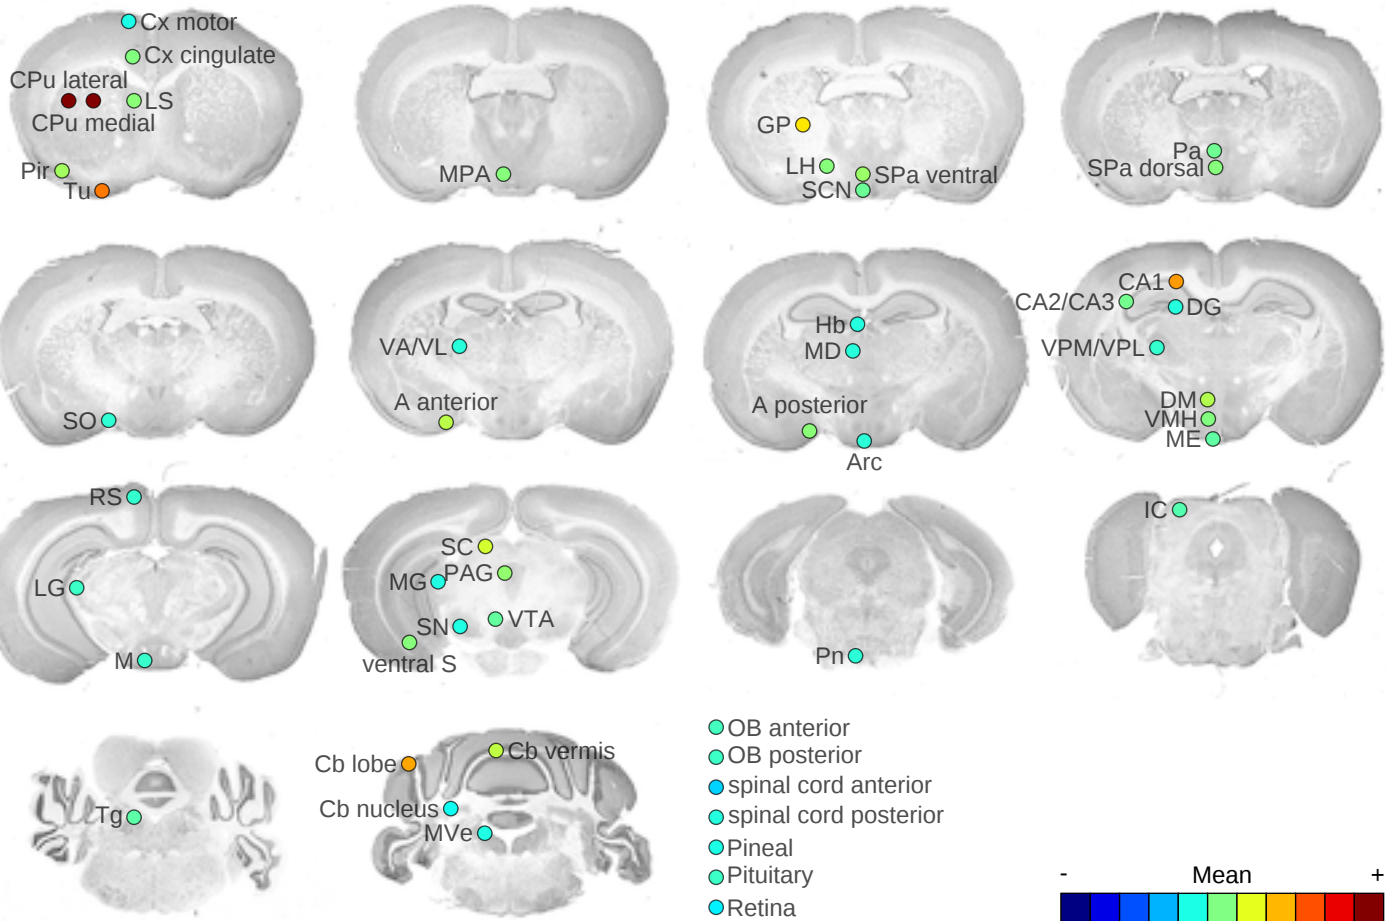 Cx motor
Cx cingulate
CPu lateral
LS
CPu medial
Pir
Tu
MPA
GP
LH
SPa ventral
SCN
Pa
SPa dorsal
SO
VA/VL
A anterior
Hb
MD
A posterior
Arc
CA1
CA2/CA3
DG
VPM/VPL
DM
VMH
ME
RS
LG
M
SC
PAG
MG
SN
VTA
ventral S
Pn
IC
Tg
Cb lobe
Cb vermis
Cb nucleus
MVe
OB anterior
OB posterior
spinal cord anterior
spinal cord posterior
Pineal
Pituitary
Retina
- Mean +